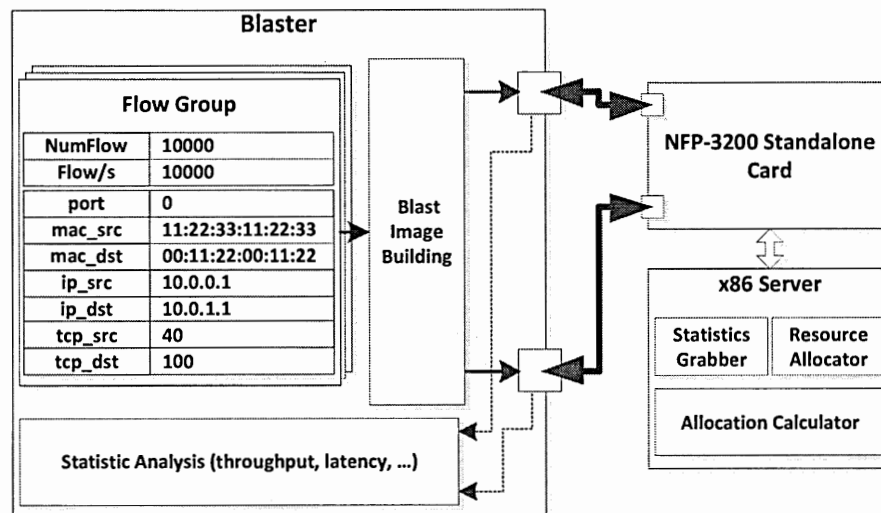 Blaster
Flow Group
NumFlow 10000
Flow/s 10000
port 0
mac_src 11:22:33:11:22:33
mac_dst 00:11:22:00:11:22
ip_src 10.0.0.1
ip_dst 10.0.1.1
tcp_src 40
tcp_dst 100
Blast
Image
Building
Statistic Analysis (throughput, latency, ...)
NFP-3200 Standalone
Card
x86 Server
Statistics
Grabber
Resource
Allocator
Allocation Calculator